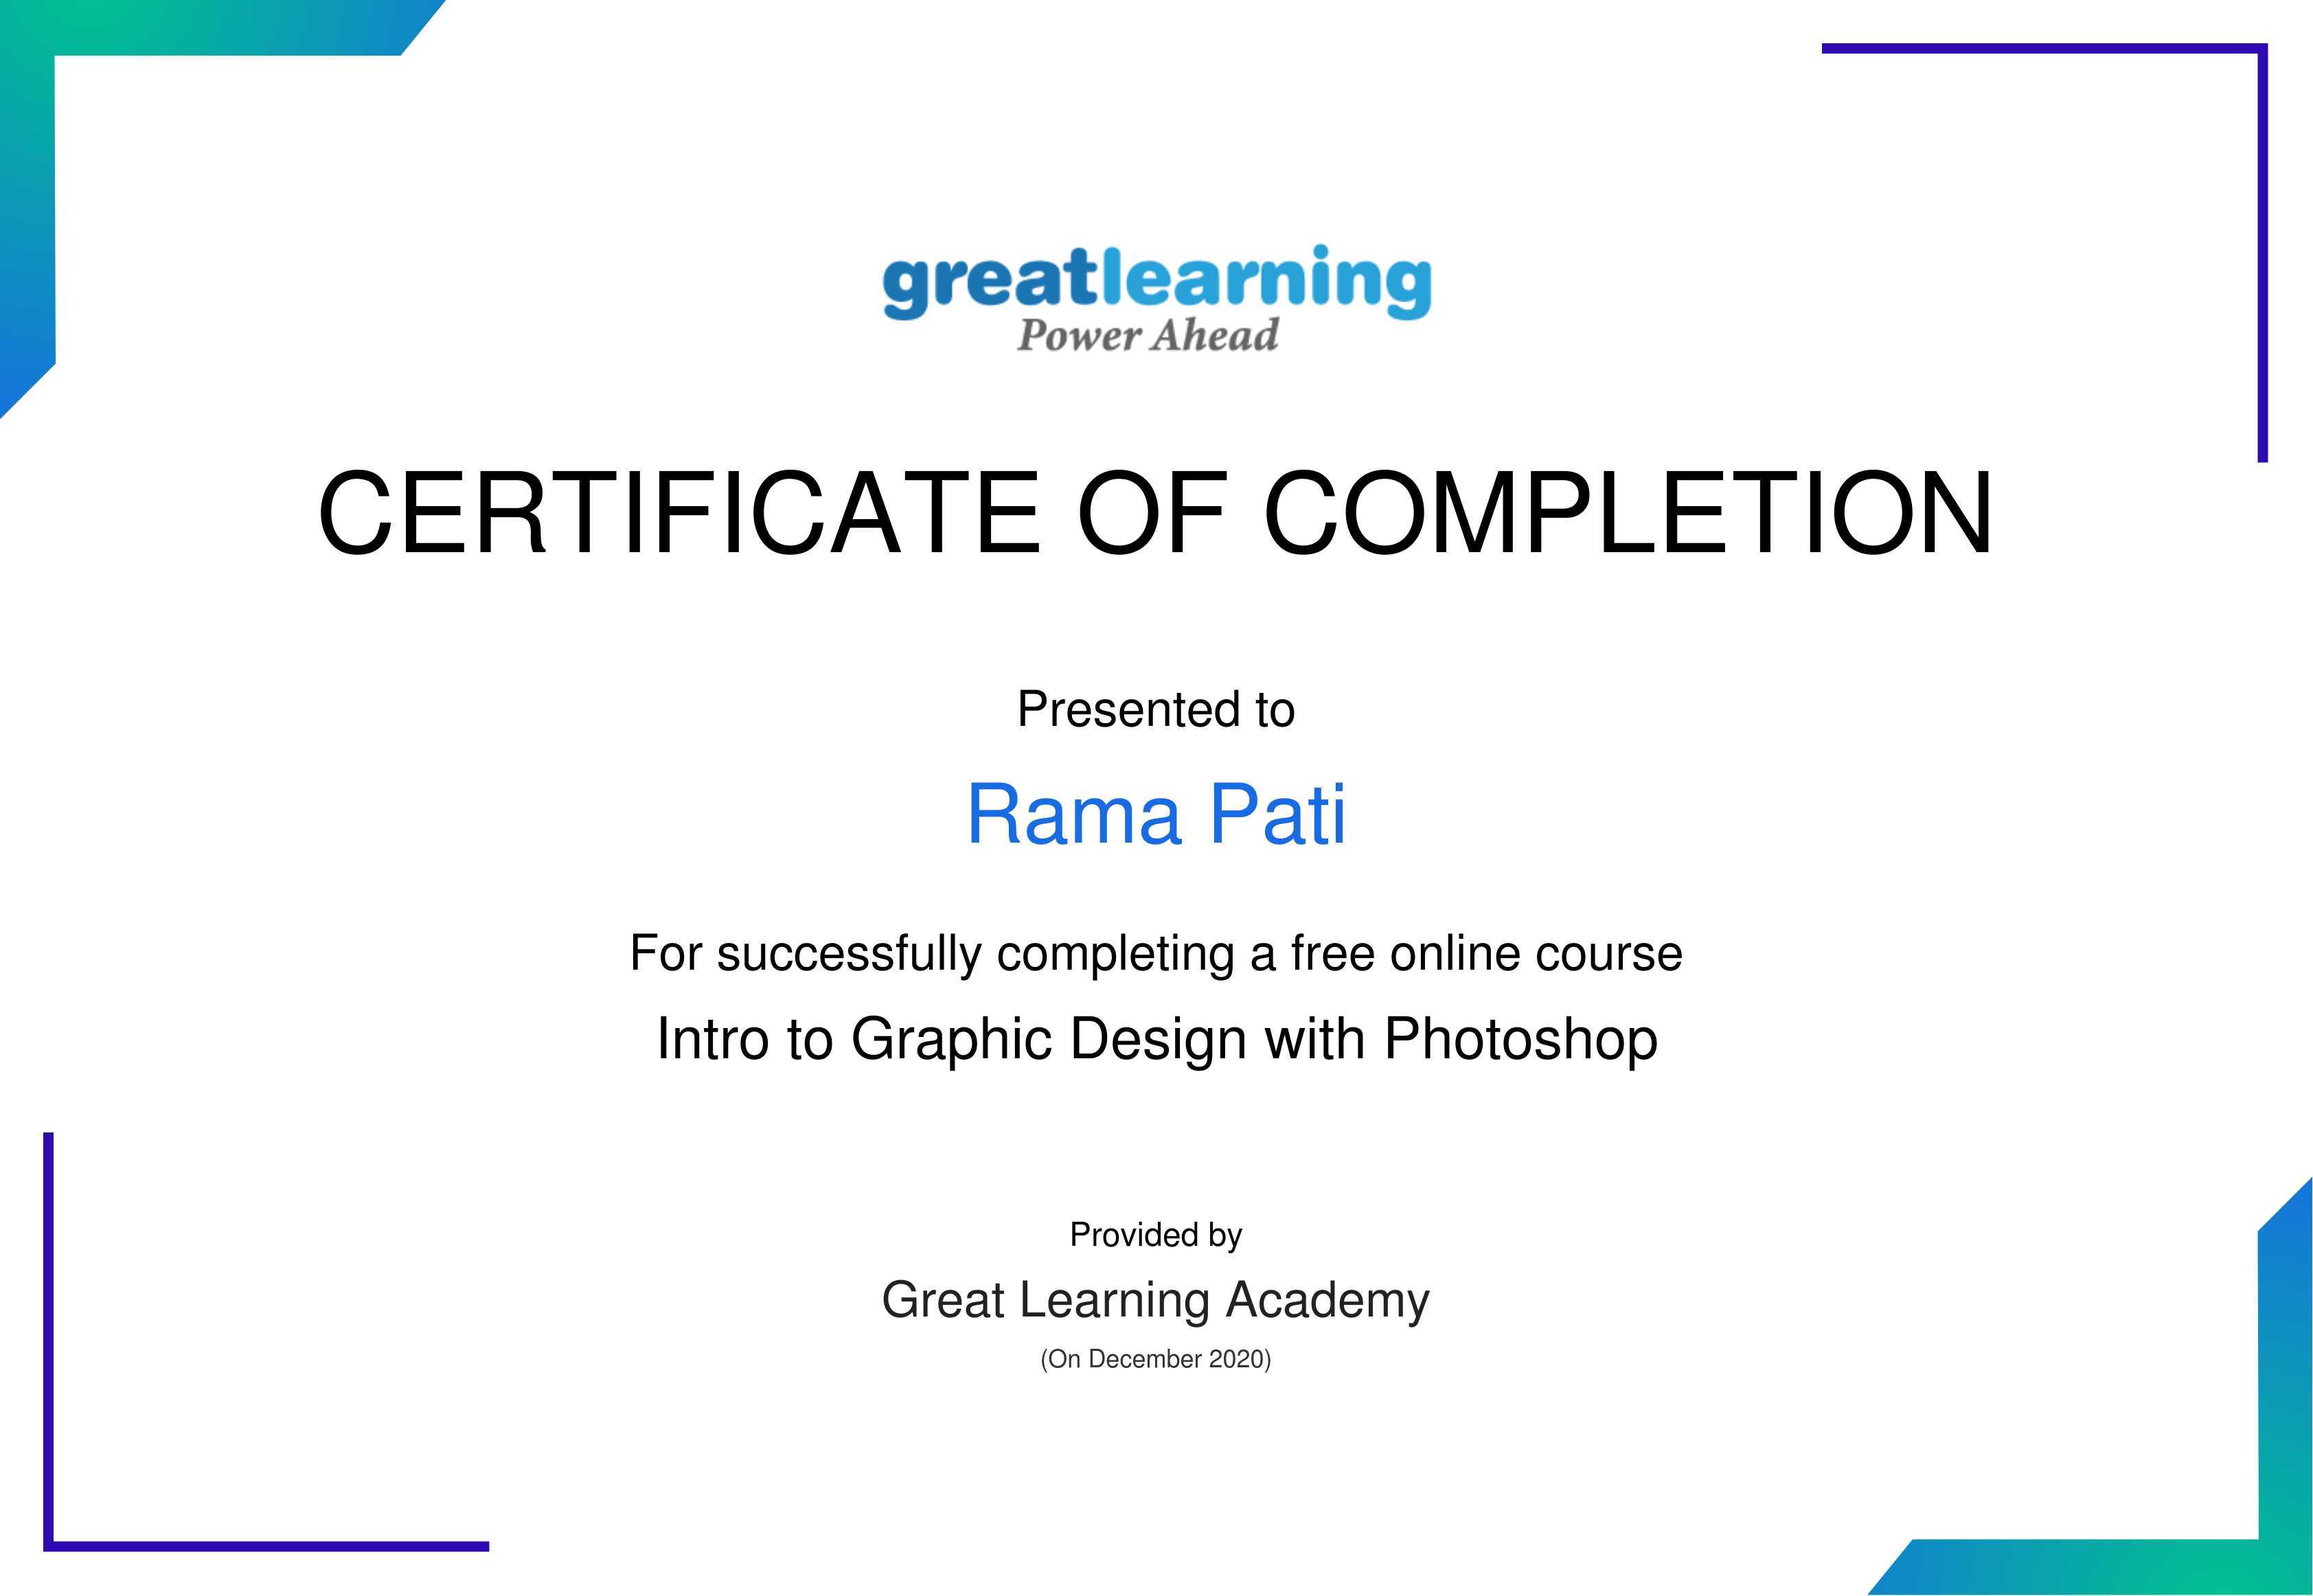 greatlearning
Power Ahead
CERTIFICATE OF COMPLETION
Presented to
Rama Pati
For successfully completing a free online course
Intro to Graphic Design with Photoshop
Provided by
Great Learning Academy
(On December 2020)